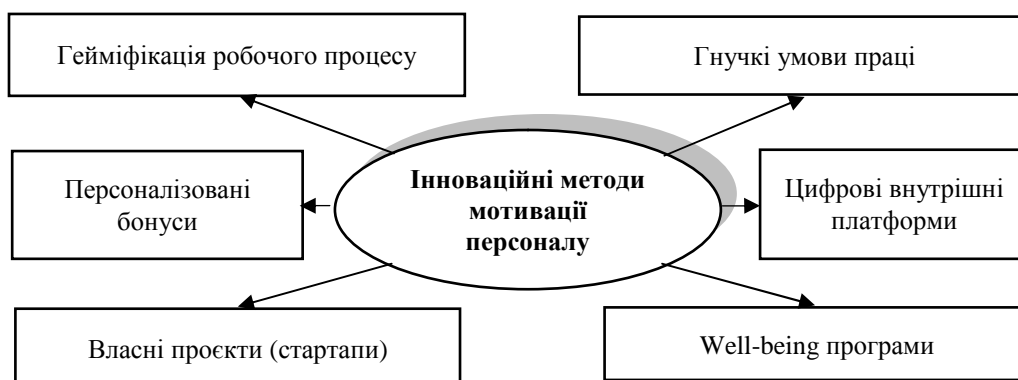 Гейміфікація робочого процесу
Гнучкі умови праці
Персоналізовані
бонуси
Інноваційні методи
мотивації
персоналу
Цифрові внутрішні
платформи
Власні проєкти (стартапи)
Well-being програми